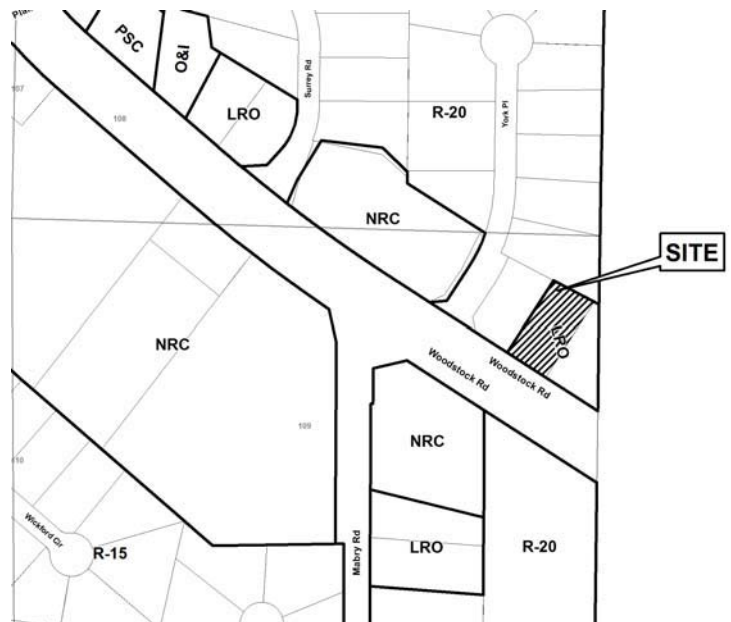 PSC
O&I
Surrey Rd
107
LRO
108
R-20
York Pl
NRC
SITE
LRO
NRC
Woodstock Rd
Woodstock Rd
109
NRC
Wickford Cir
R-15
Mabry Rd
LRO
R-20